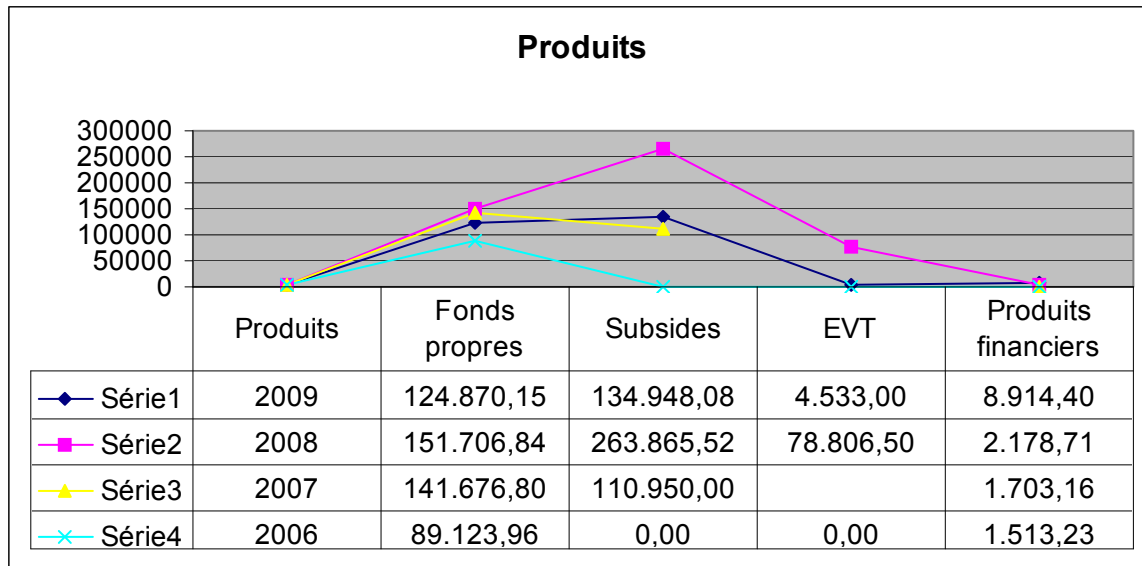 Produits
300000
250000
200000
150000
100000
50000
0
Produits Fonds propres Subsides EVT Produits financiers
Série1 2009 124.870,15 134.948,08 4.533,00 8.914,40
Série2 2008 151.706,84 263.865,52 78.806,50 2.178,71
Série3 2007 141.676,80 110.950,00 1.703,16
Série4 2006 89.123,96 0,00 0,00 1.513,23